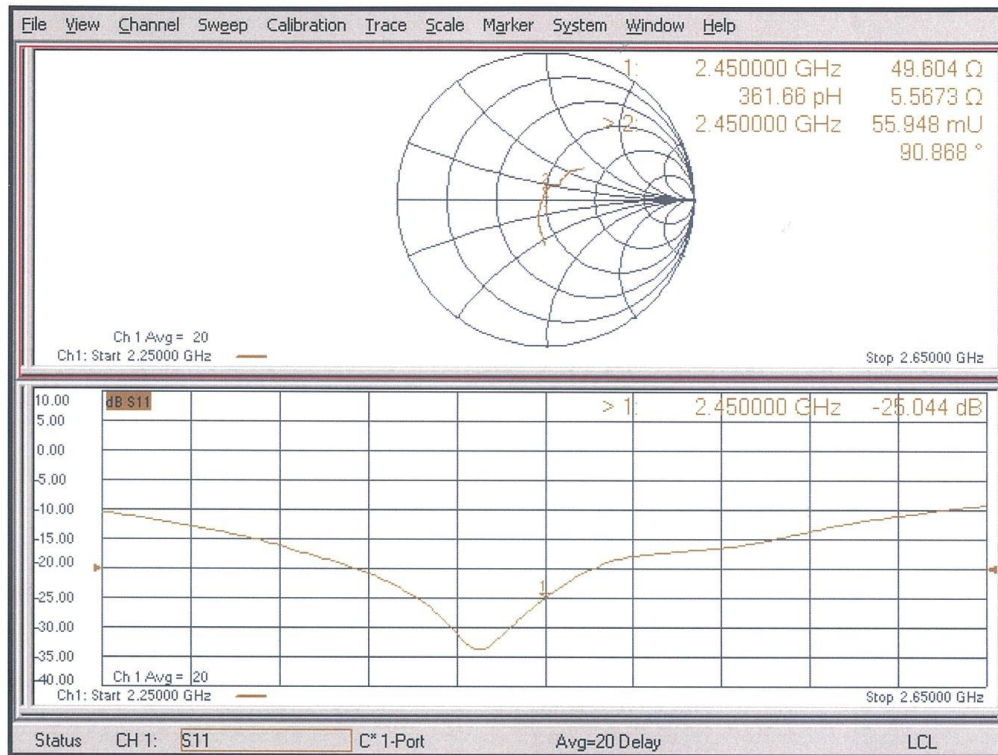 File View Channel Sweep Calibration Trace Scale Marker System Window Help
1: 2.450000 GHz 49.604 Ω
361.66 pH 5.5673 Ω
> 2: 2.450000 GHz 55.948 mU
90.868 °
Ch 1 Avg = 20
Ch1: Start 2.25000 GHz Stop 2.65000 GHz
10.00 dB S11 > 1: 2.450000 GHz -25.044 dB
5.00
0.00
-5.00
-10.00
-15.00
-20.00
-25.00 1
-30.00
-35.00
-40.00 Ch 1 Avg = 20
Ch1: Start 2.25000 GHz Stop 2.65000 GHz
Status CH 1: S11 C* 1-Port Avg=20 Delay LCL